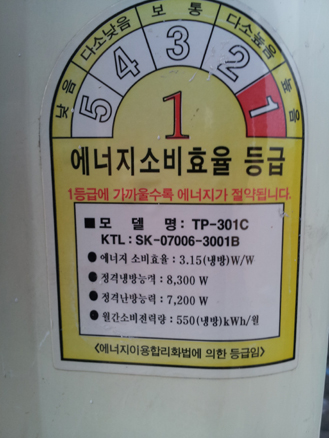 낮음 다소낮음 보통 다소높음 높음
5 4 3 2 1
1
에너지소비효율 등급
1등급에 가까울수록 에너지가 절약됩니다.
■ 모 델 명 : TP-301C
KTL : SK-07006-3001B
● 에너지 소비효율 : 3.15(냉방)W/W
● 정격냉방능력 : 8,300 W
● 정격난방능력 : 7,200 W
● 월간소비전력량 : 550(냉방)kWh/월
<에너지이용합리화법에 의한 등급임>